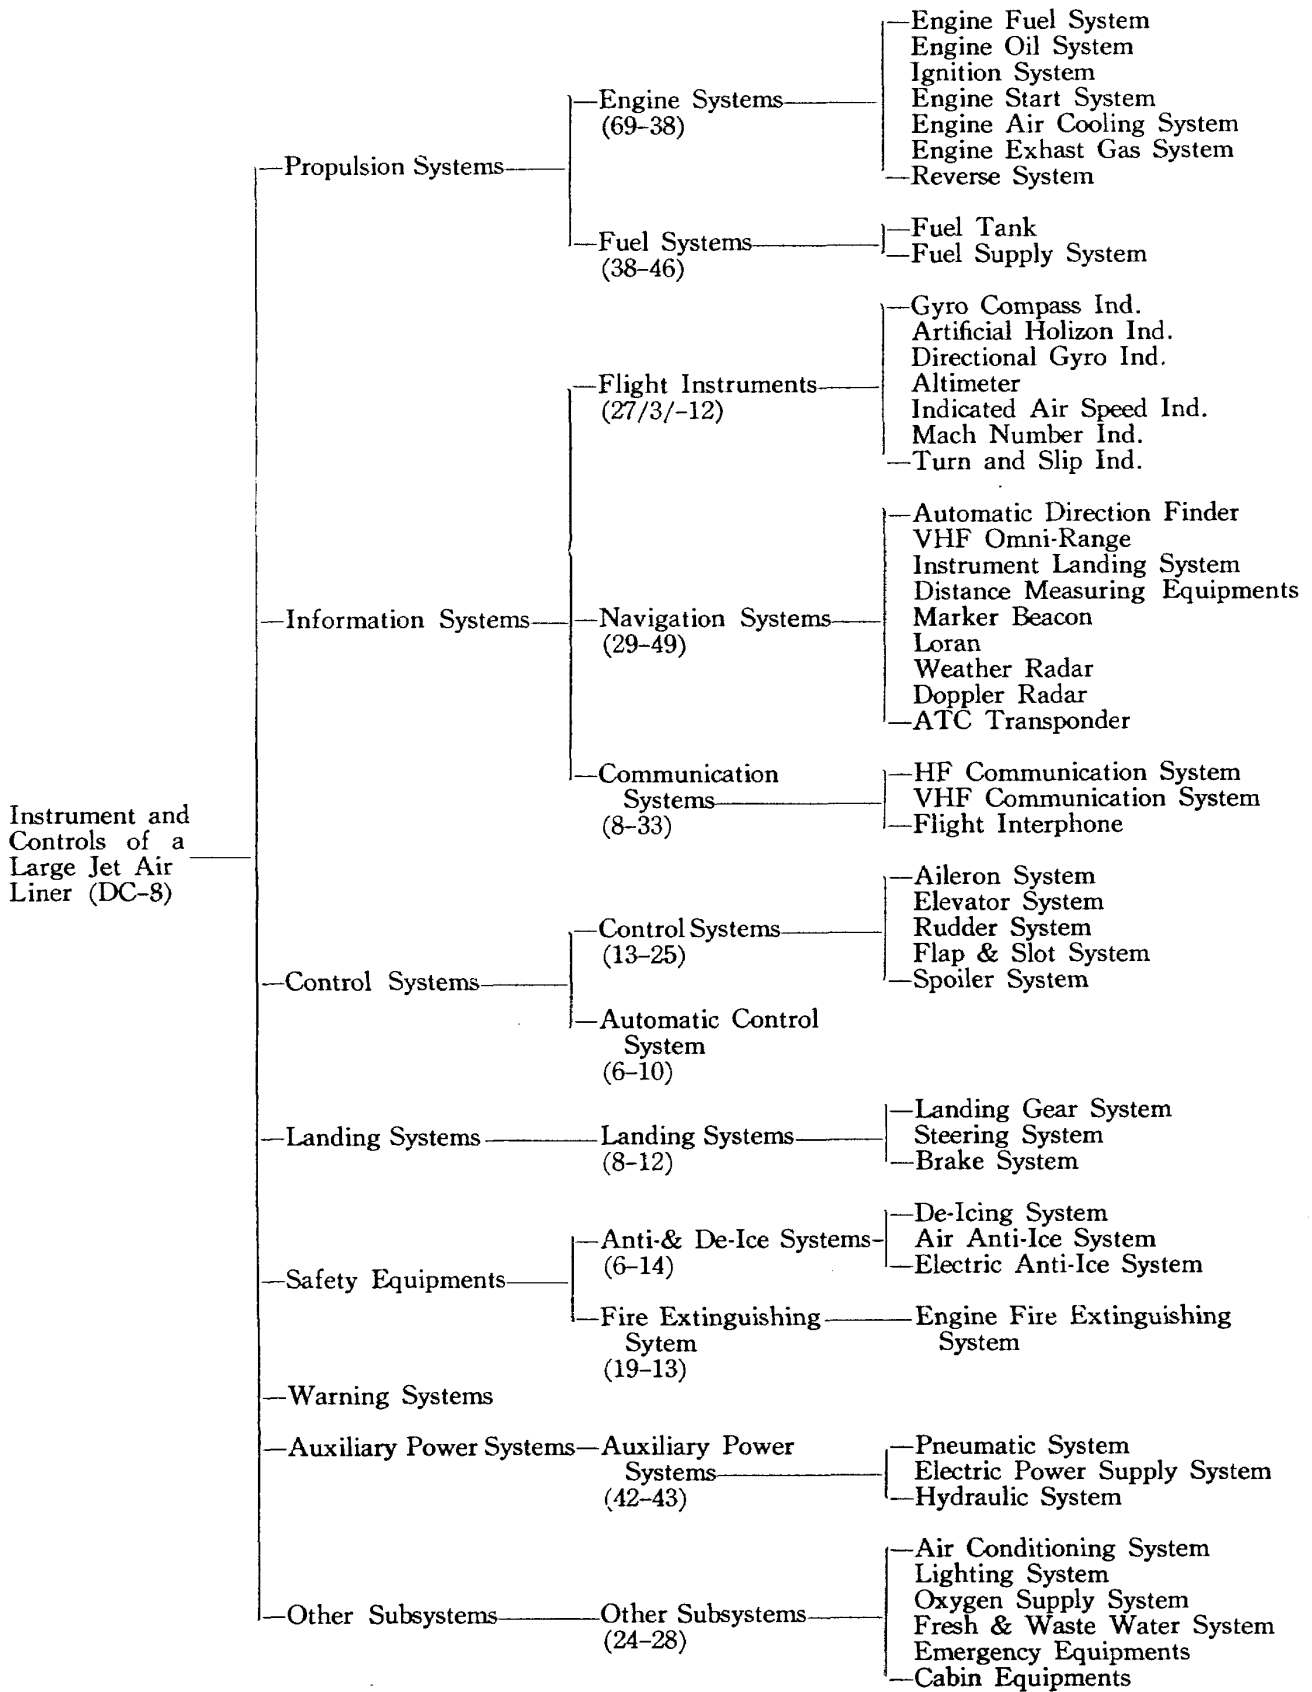 Instrument and
Controls of a
Large Jet Air
Liner (DC-8)
Propulsion Systems
Engine Systems
(69-38)
Engine Fuel System
Engine Oil System
Ignition System
Engine Start System
Engine Air Cooling System
Engine Exhast Gas System
Reverse System
Fuel Systems
(38-46)
Fuel Tank
Fuel Supply System
Information Systems
Flight Instruments
(27/3/-12)
Gyro Compass Ind.
Artificial Holizon Ind.
Directional Gyro Ind.
Altimeter
Indicated Air Speed Ind.
Mach Number Ind.
Turn and Slip Ind.
Navigation Systems
(29-49)
Automatic Direction Finder
VHF Omni-Range
Instrument Landing System
Distance Measuring Equipments
Marker Beacon
Loran
Weather Radar
Doppler Radar
ATC Transponder
Communication
Systems
(8-33)
HF Communication System
VHF Communication System
Flight Interphone
Control Systems
Control Systems
(13-25)
Aileron System
Elevator System
Rudder System
Flap & Slot System
Spoiler System
Automatic Control
System
(6-10)
Landing Systems
Landing Systems
(8-12)
Landing Gear System
Steering System
Brake System
Safety Equipments
Anti-& De-Ice Systems
(6-14)
De-Icing System
Air Anti-Ice System
Electric Anti-Ice System
Fire Extinguishing
Sytem
(19-13)
Engine Fire Extinguishing
System
Warning Systems
Auxiliary Power Systems
Auxiliary Power
Systems
(42-43)
Pneumatic System
Electric Power Supply System
Hydraulic System
Other Subsystems
Other Subsystems
(24-28)
Air Conditioning System
Lighting System
Oxygen Supply System
Fresh & Waste Water System
Emergency Equipments
Cabin Equipments